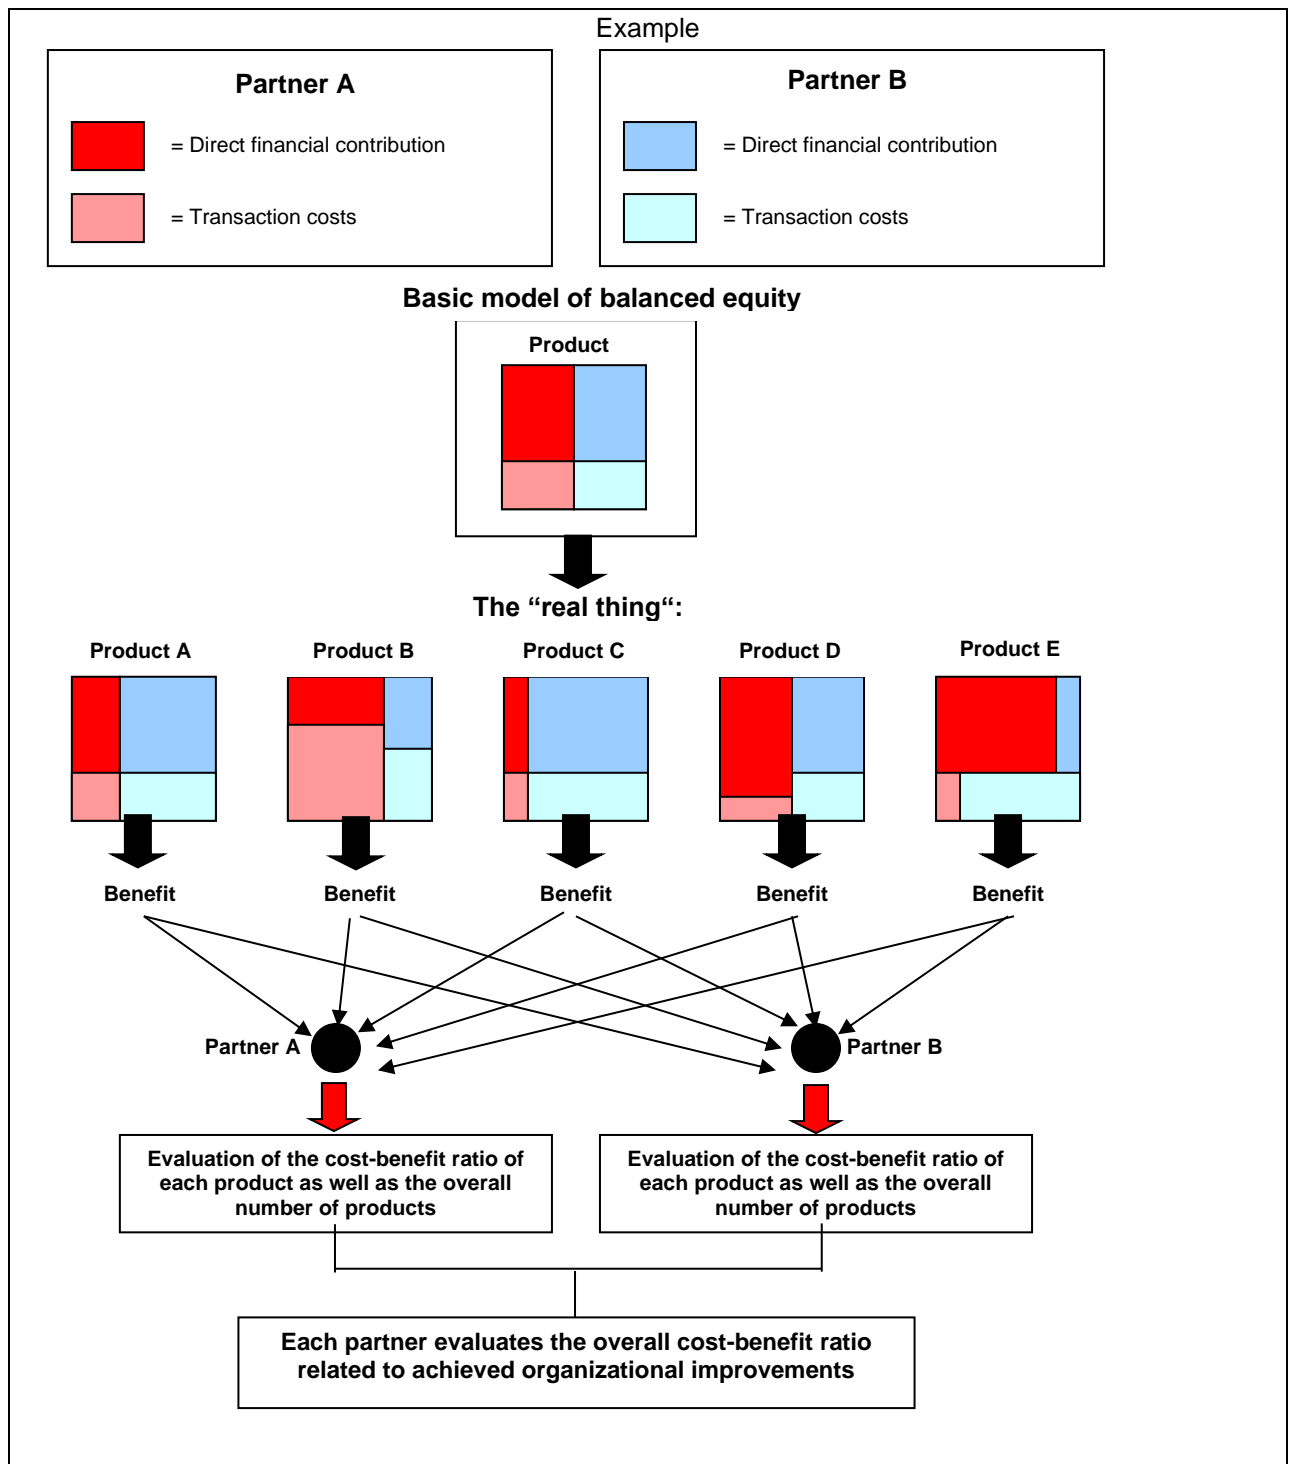 Example
Partner A
= Direct financial contribution
= Transaction costs
Partner B
= Direct financial contribution
= Transaction costs
Basic model of balanced equity
Product
The “real thing“:
Product A
Product B
Product C
Product D
Product E
Benefit
Benefit
Benefit
Benefit
Benefit
Partner A
Partner B
Evaluation of the cost-benefit ratio of
each product as well as the overall
number of products
Evaluation of the cost-benefit ratio of
each product as well as the overall
number of products
Each partner evaluates the overall cost-benefit ratio
related to achieved organizational improvements